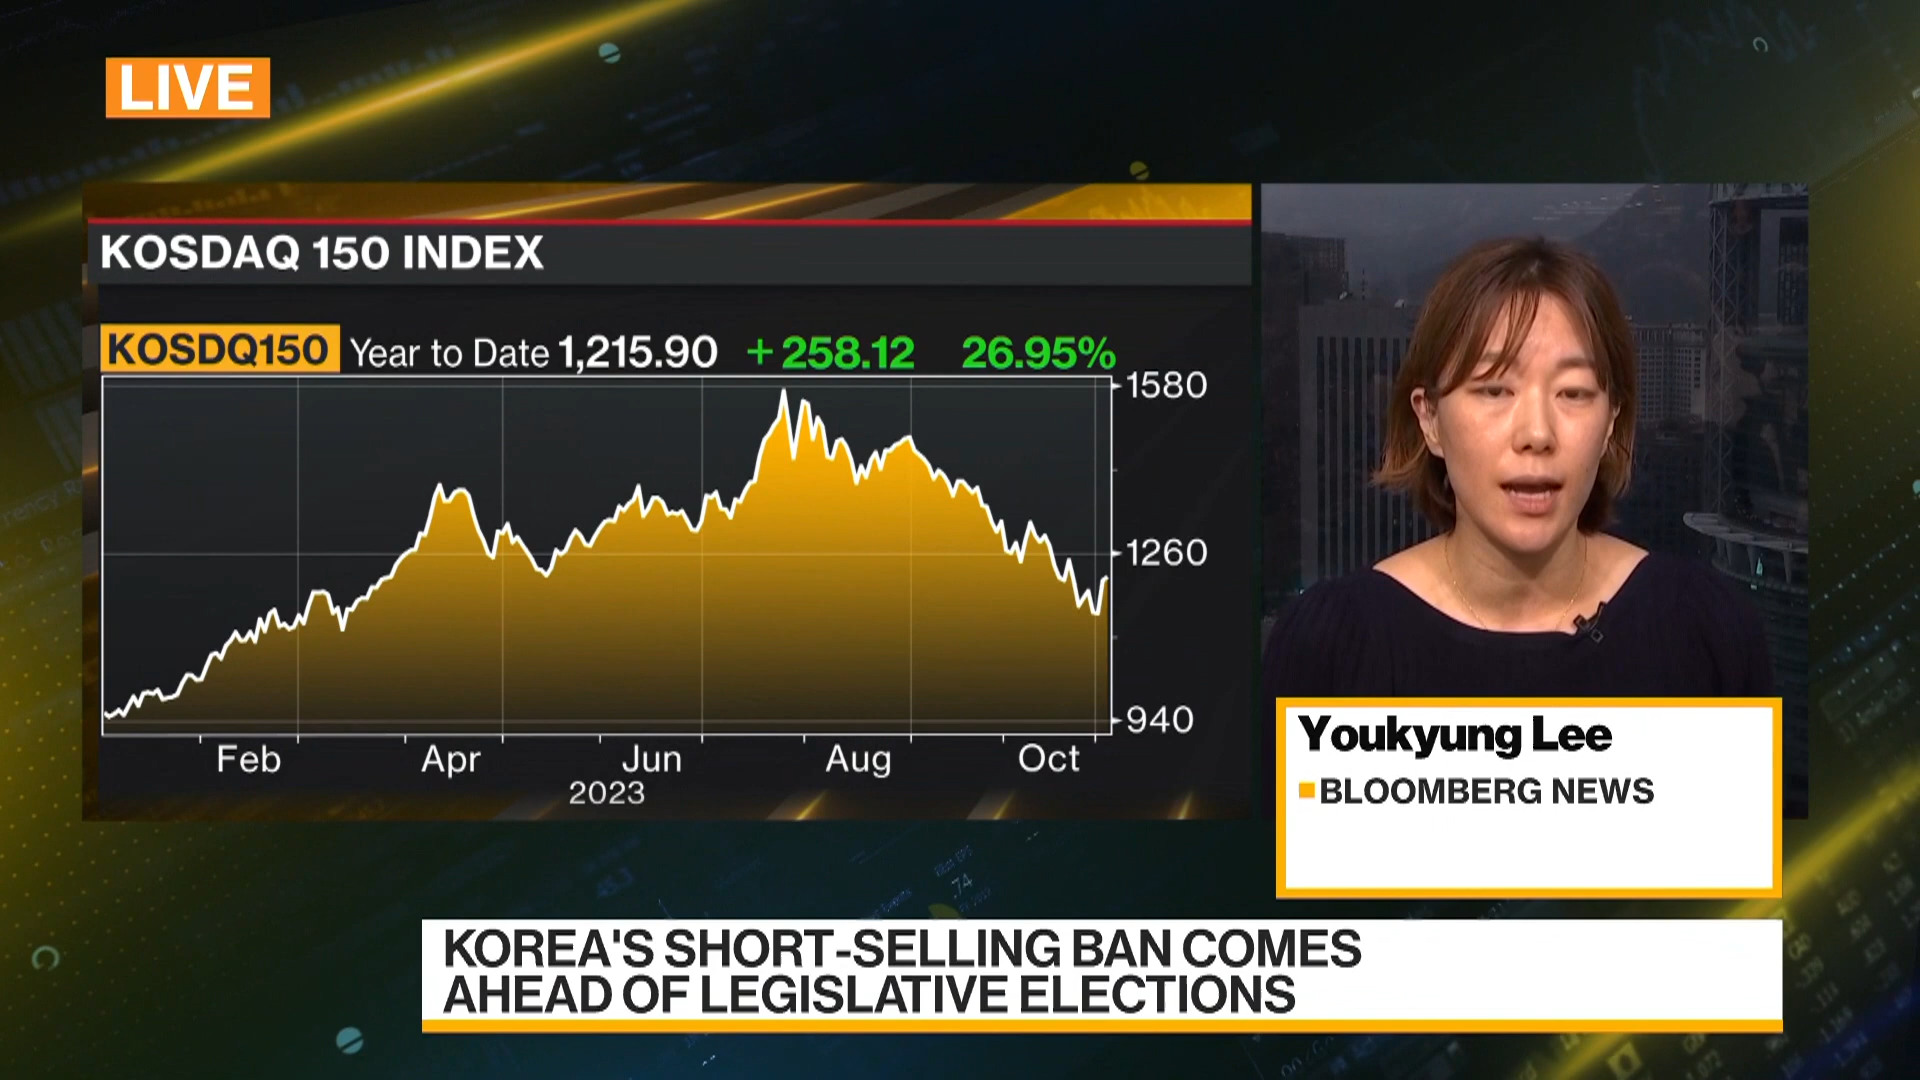 LIVE
KOSDAQ 150 INDEX
KOSDQ150 Year to Date 1,215.90 +258.12 26.95%
1580
1260
940
Feb Apr Jun Aug Oct
2023
Youkyung Lee
BLOOMBERG NEWS
KOREA'S SHORT-SELLING BAN COMES
AHEAD OF LEGISLATIVE ELECTIONS